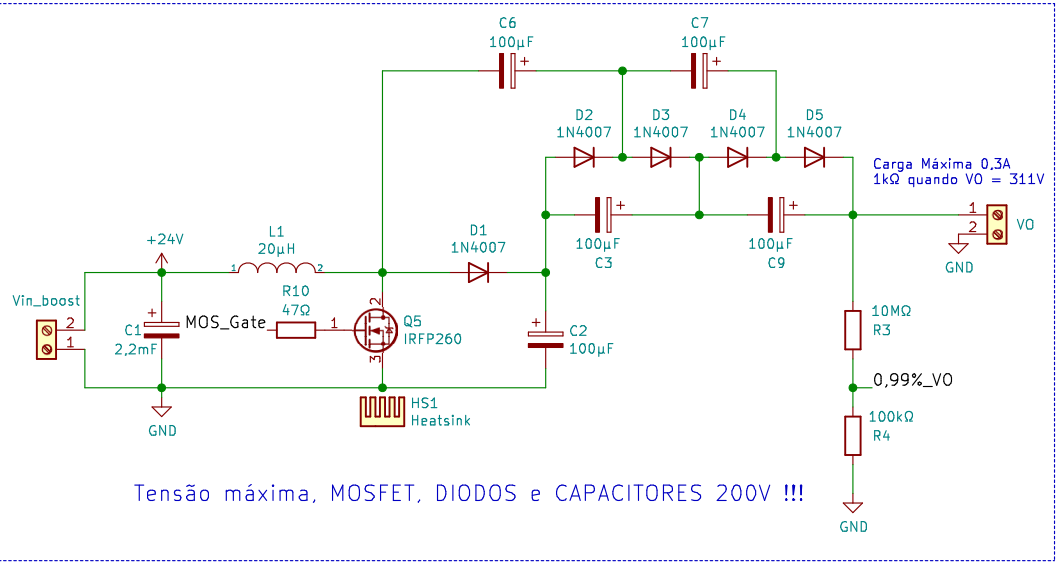 C6
100µF
C7
100µF
D2
1N4007
D3
1N4007
D4
1N4007
D5
1N4007
Carga Máxima 0,3A
1kΩ quando VO = 311V
+
+
+
+
100µF
C3
100µF
C9
1
2
VO
GND
+24V
L1
20µH
1
2
D1
1N4007
Vin_boost
2
1
+
C1
2,2mF
MOS_Gate
R10
47Ω
1
2
3
Q5
IRFP260
+
C2
100µF
10MΩ
R3
0,99%_VO
100kΩ
R4
GND
HS1
Heatsink
GND
Tensão máxima, MOSFET, DIODOS e CAPACITORES 200V !!!